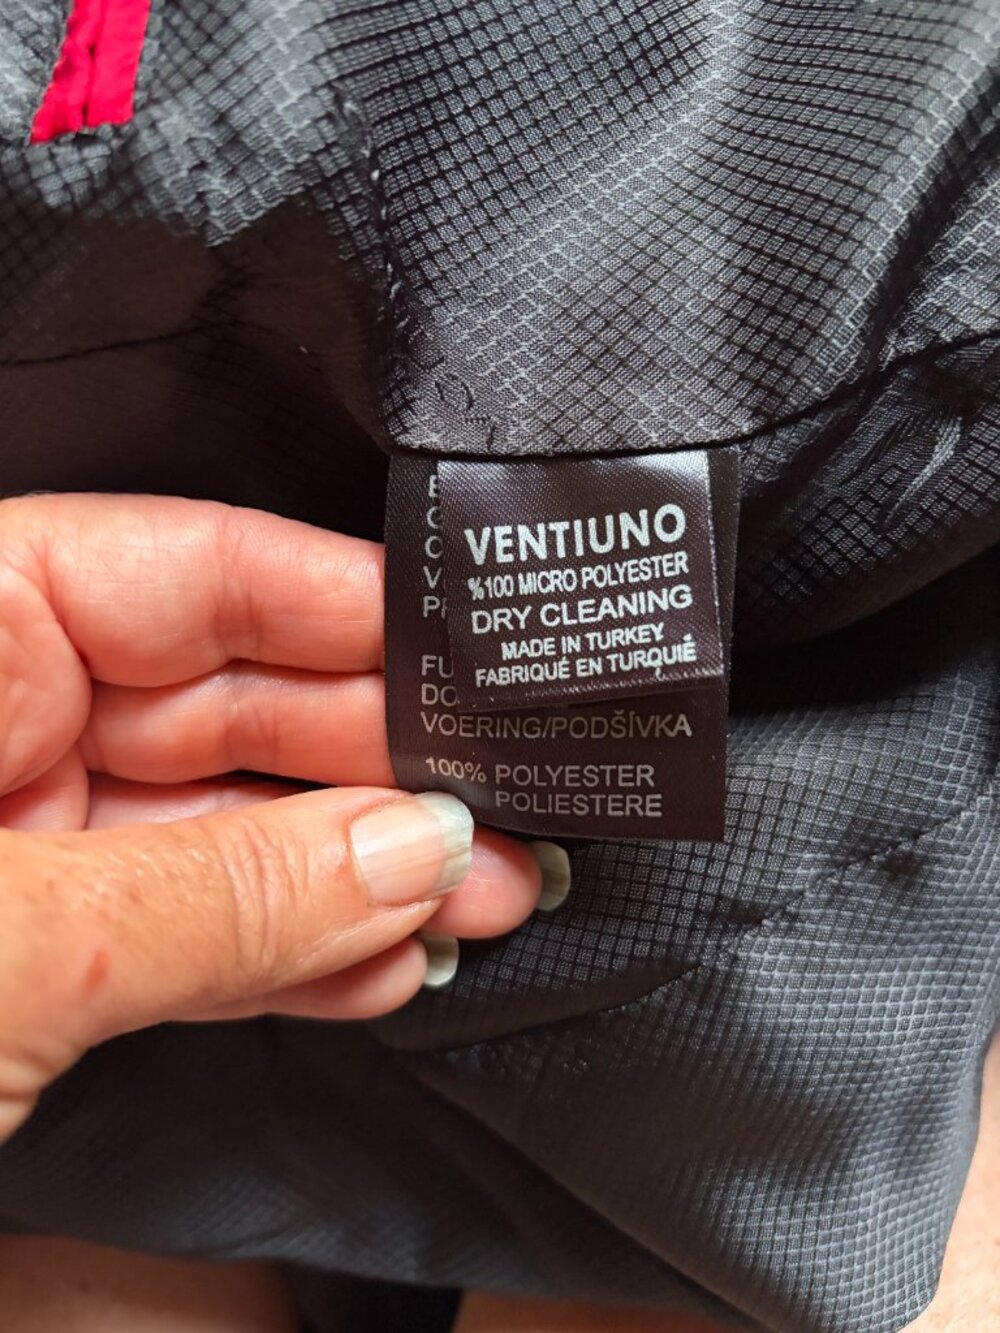 VENTIUNO
%100 MICRO POLYESTER
DRY CLEANING
MADE IN TURKEY
FABRIQUÉ EN TURQUIÉ
VOERING/PODŠÍVKA
100% POLYESTER
POLIESTERE